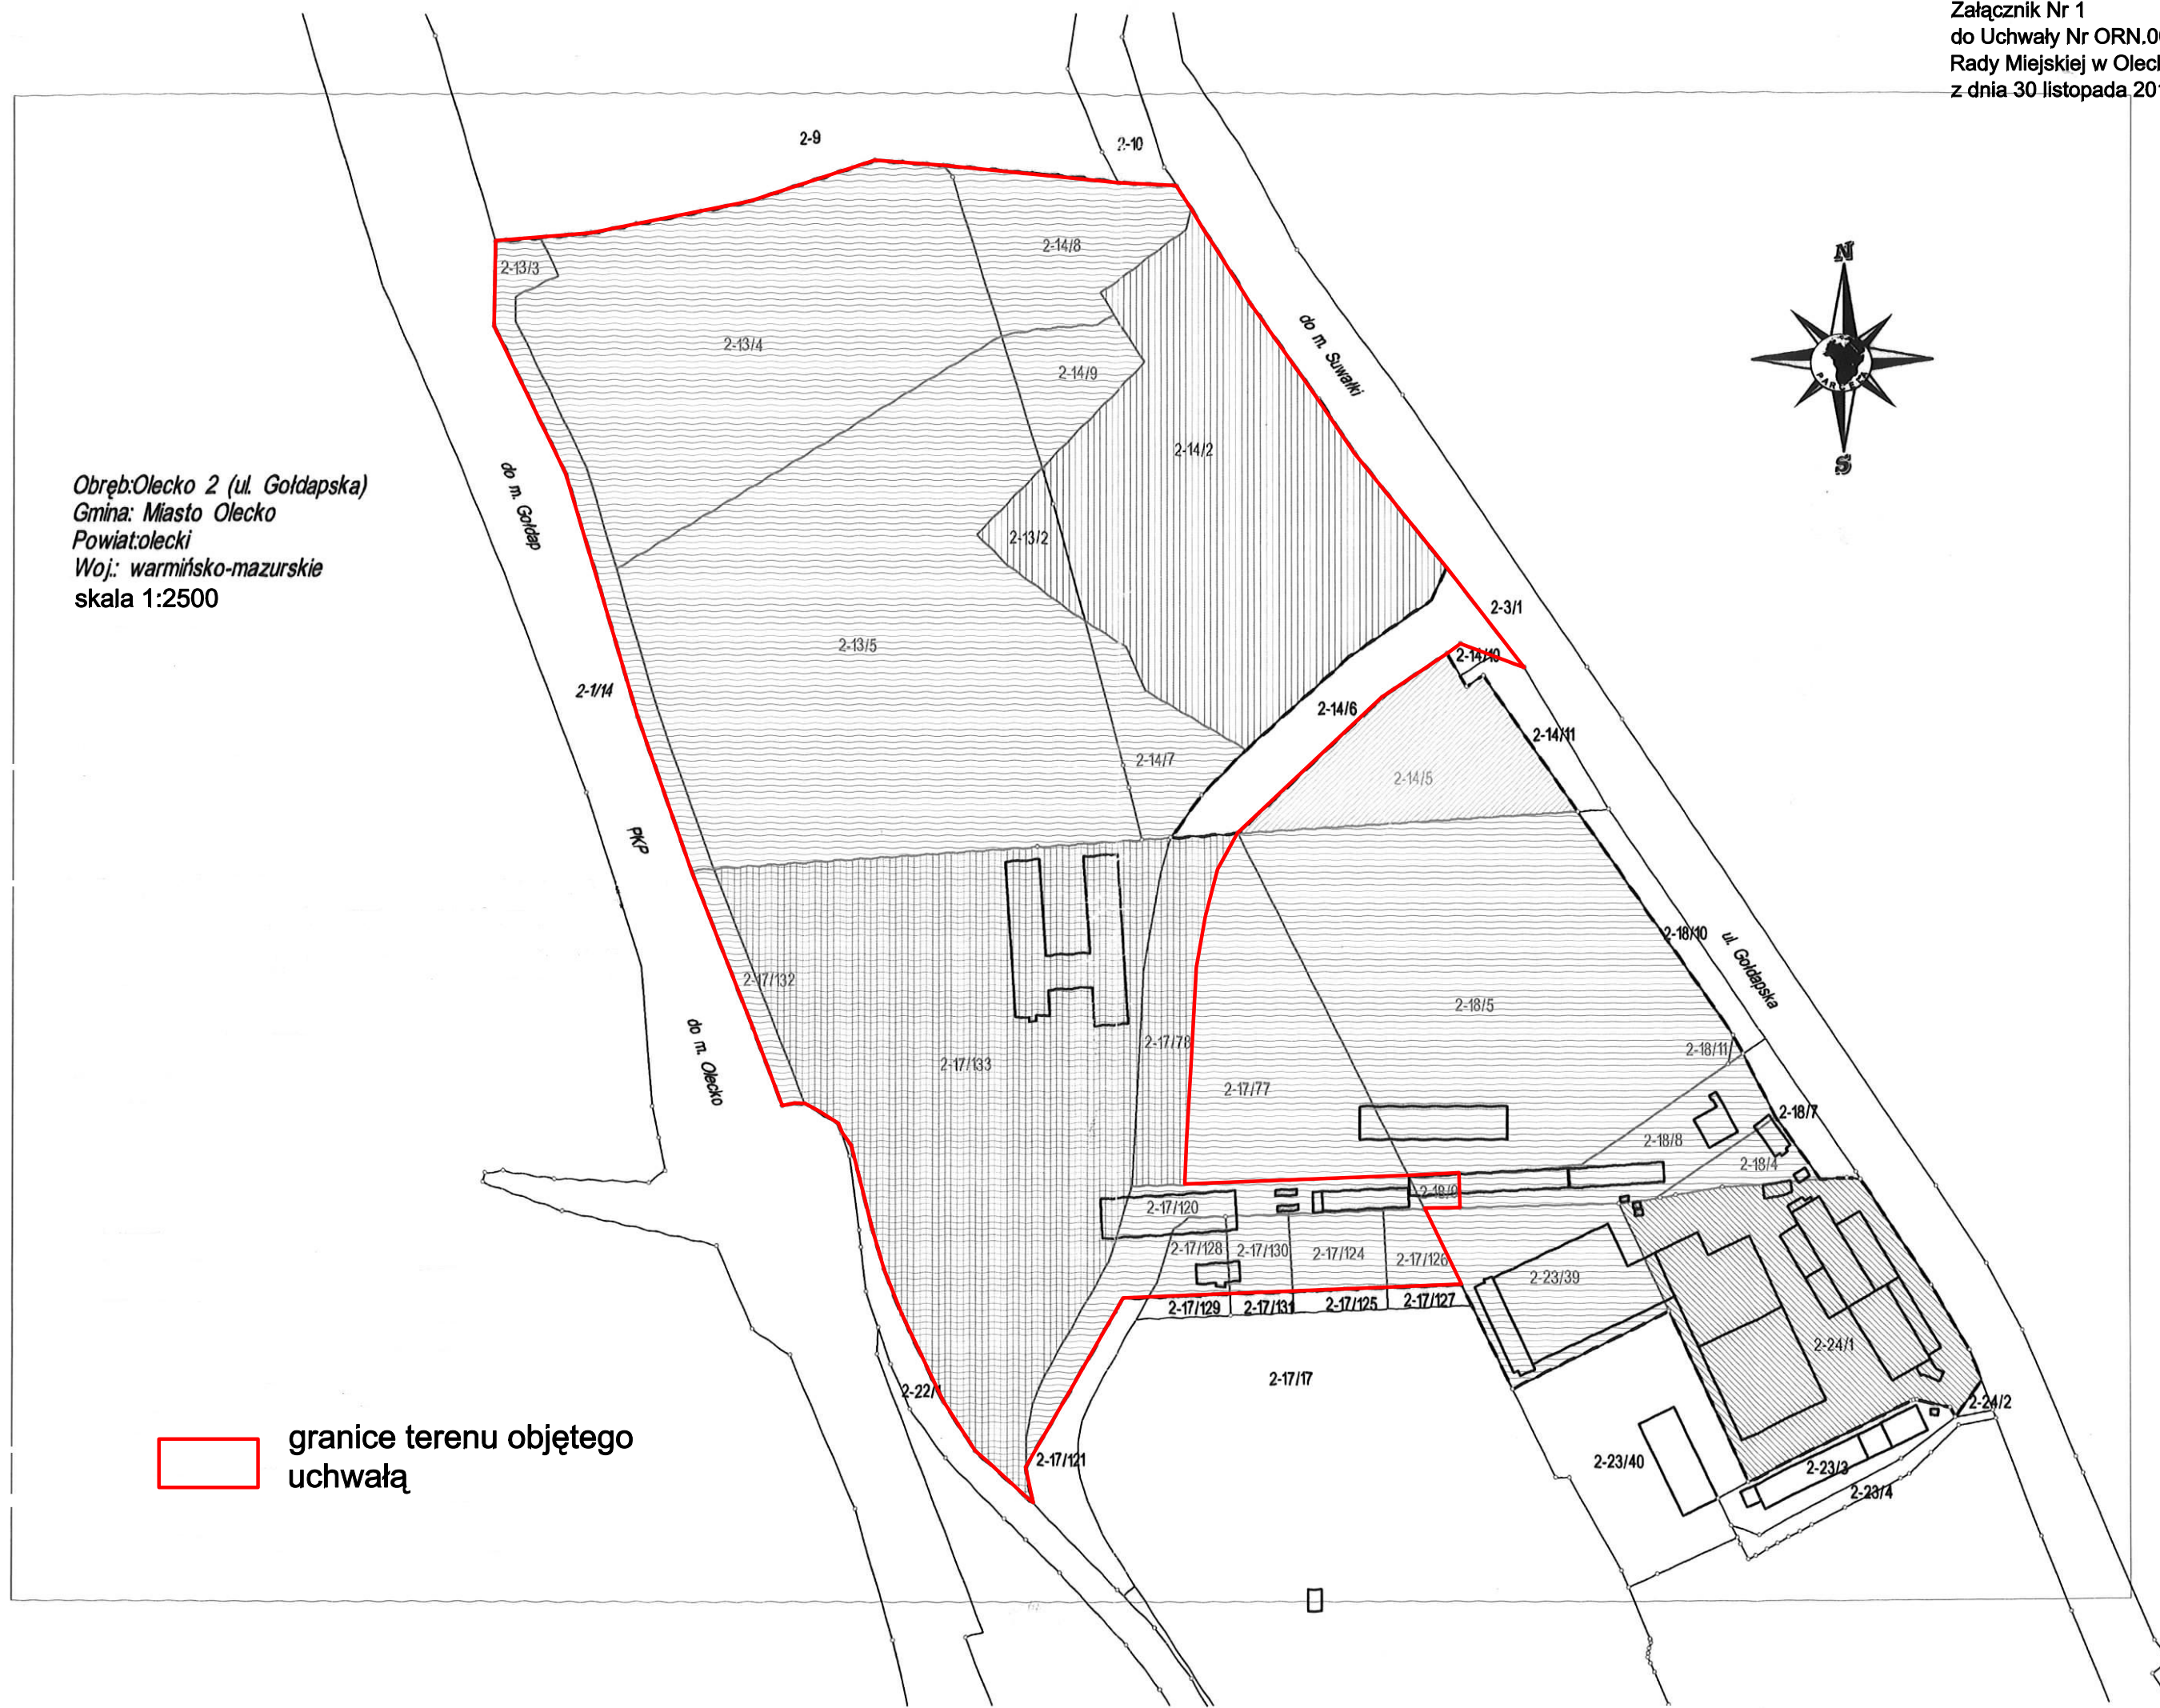 Załącznik Nr 1
do Uchwały Nr ORN.
Rady Miejskiej w
z dnia 30 listopada
2-9
2-10
N
2-14/8
2-13/3
do m. Suwałki
2-13/4
PARCELA
2-14/9
2-14/2
S
Obręb:Olecko 2 (ul. Gołdapska)
Gmina: Miasto Olecko
Powiat:olecki
Woj.: warmińsko-mazurskie
skala 1:2500
do m. Gołdap
2-13/2
2-3/1
2-13/5
2-14/10
2-1/14
2-14/6
2-14/11
2-14/7
2-14/5
PKP
2-18/10
ul. Gołdapska
2-17/132
2-18/5
do m. Olecko
2-17/78
2-18/11
2-17/133
2-17/77
2-18/7
2-18/8
2-18/4
2-18/9
2-17/120
2-17/128
2-17/130
2-17/124
2-17/126
2-23/39
2-17/129
2-17/131
2-17/125
2-17/127
2-24/1
2-17/17
2-22/1
2-24/2
granice terenu objętego
uchwałą
2-17/121
2-23/40
2-23/3
2-23/4